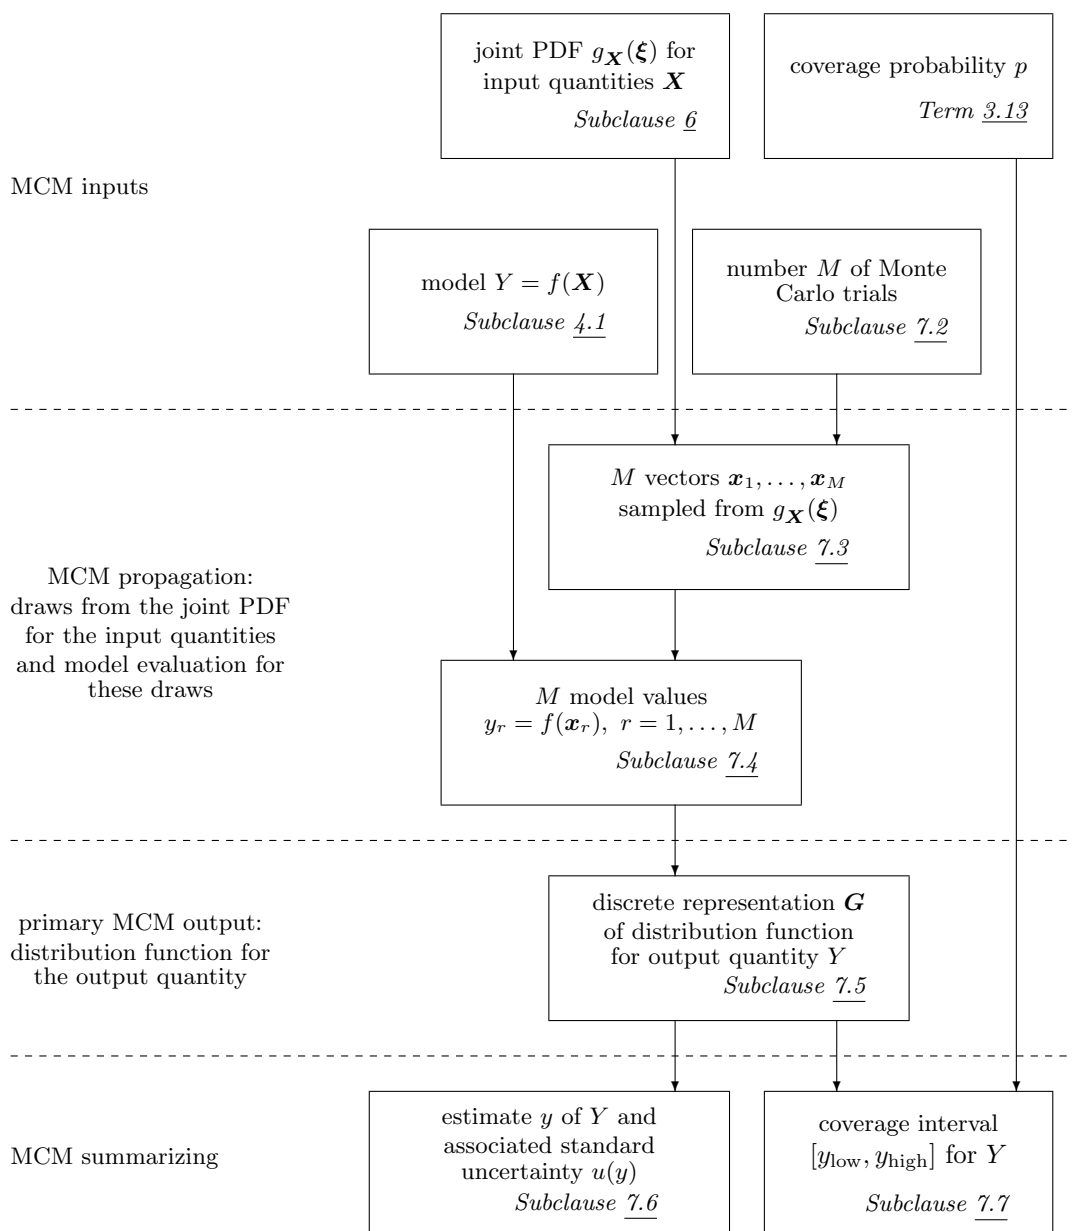 joint PDF g_X(ξ) for
input quantities X
Subclause 6
coverage probability p
Term 3.13
MCM inputs
model Y = f(X)
Subclause 4.1
number M of Monte
Carlo trials
Subclause 7.2
M vectors x₁, . . . , x_M
sampled from g_X(ξ)
Subclause 7.3
MCM propagation:
draws from the joint PDF
for the input quantities
and model evaluation for
these draws
M model values
y_r = f(x_r), r = 1, . . . , M
Subclause 7.4
primary MCM output:
distribution function for
the output quantity
discrete representation G
of distribution function
for output quantity Y
Subclause 7.5
MCM summarizing
estimate y of Y and
associated standard
uncertainty u(y)
Subclause 7.6
coverage interval
[y_low, y_high] for Y
Subclause 7.7